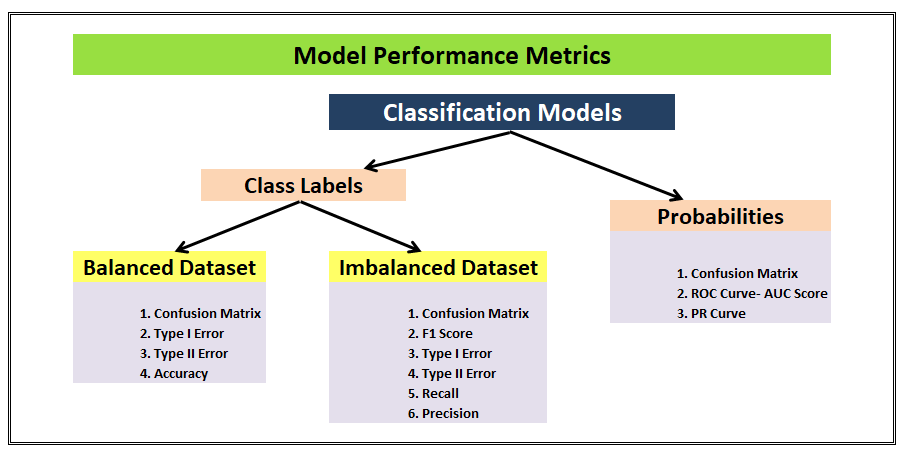 Model Performance Metrics
Classification Models
Class Labels
Probabilities
1. Confusion Matrix
2. ROC Curve- AUC Score
3. PR Curve
Balanced Dataset
1. Confusion Matrix
2. Type I Error
3. Type II Error
4. Accuracy
Imbalanced Dataset
1. Confusion Matrix
2. F1 Score
3. Type I Error
4. Type II Error
5. Recall
6. Precision